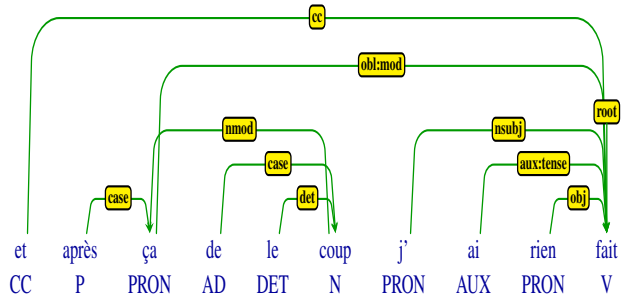 cc
obl:mod
root
nmod nsubj
case aux:tense
case det obj
et après ça de le coup j' ai rien fait
CC P PRON AD DET N PRON AUX PRON V